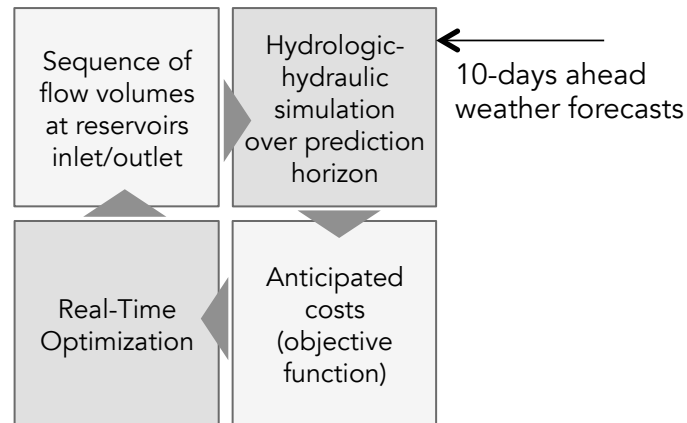 Sequence of
flow volumes
at reservoirs
inlet/outlet
Hydrologic-
hydraulic
simulation
over prediction
horizon
10-days ahead
weather forecasts
Real-Time
Optimization
Anticipated
costs
(objective
function)